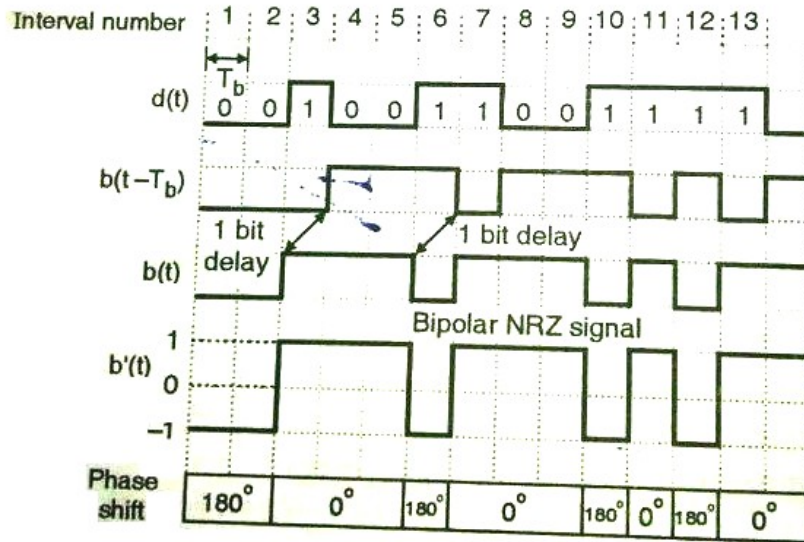 Interval number 1 2 3 4 5 6 7 8 9 10 11 12 13
T_b
d(t) 0 0 1 0 0 1 1 0 0 1 1 1 1
b(t – T_b)
1 bit delay 1 bit delay
b(t)
Bipolar NRZ signal
1
b'(t) 0
–1
Phase shift 180° 0° 180° 0° 180° 0° 180° 0°